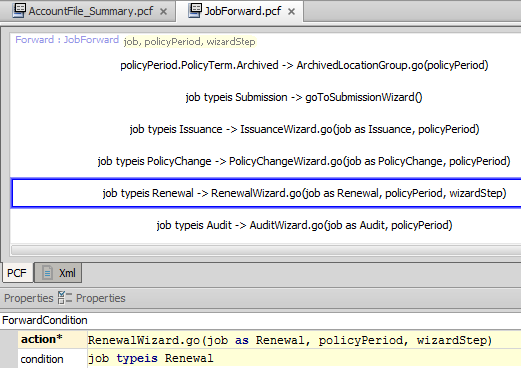 AccountFile_Summary.pcf JobForward.pcf
Forward : JobForward job, policyPeriod, wizardStep
policyPeriod.PolicyTerm.Archived -> ArchivedLocationGroup.go(policyPeriod)
job typeis Submission -> goToSubmissionWizard()
job typeis Issuance -> IssuanceWizard.go(job as Issuance, policyPeriod)
job typeis PolicyChange -> PolicyChangeWizard.go(job as PolicyChange, policyPeriod)
job typeis Renewal -> RenewalWizard.go(job as Renewal, policyPeriod, wizardStep)
job typeis Audit -> AuditWizard.go(job as Audit, policyPeriod)
PCF Xml
Properties Properties
ForwardCondition
action* RenewalWizard.go(job as Renewal, policyPeriod, wizardStep)
condition job typeis Renewal